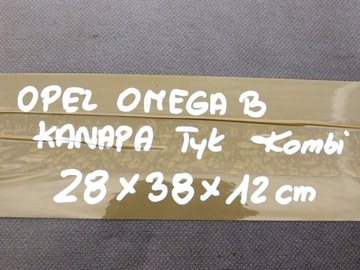 OPEL OMEGA B
KANAPA Tył Kombi
28 x 38 x 12 cm